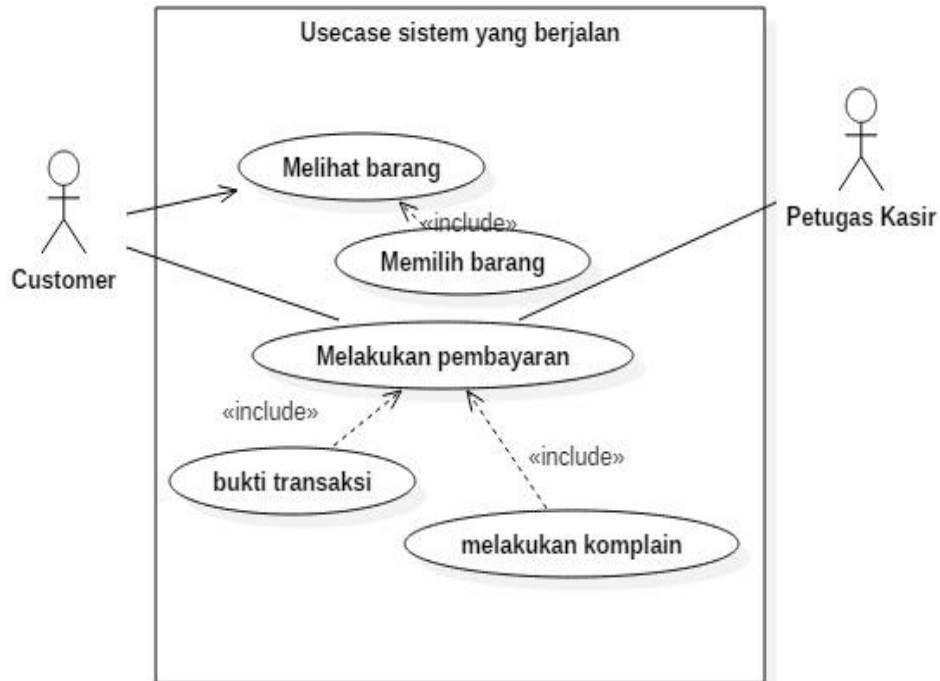 Usecase sistem yang berjalan
Melihat barang
«include»
Petugas Kasir
Memilih barang
Customer
Melakukan pembayaran
«include»
«include»
bukti transaksi
melakukan komplain